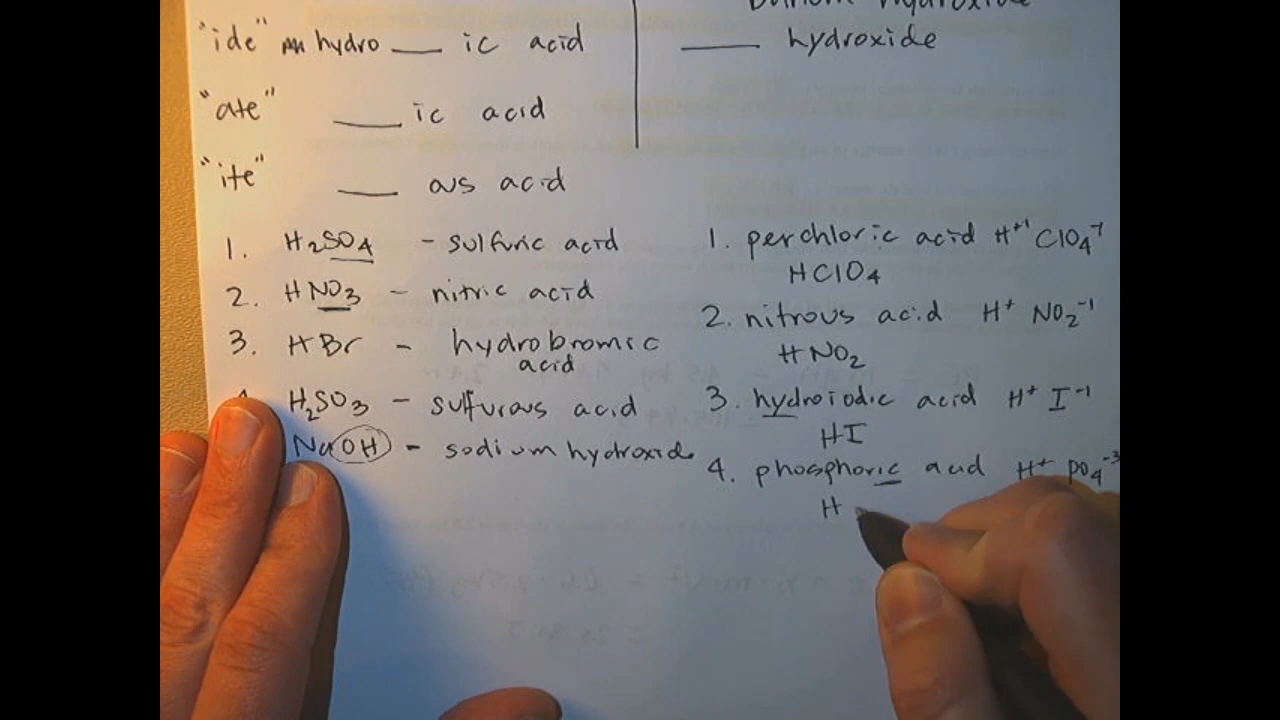 barium hydroxide
"ide" hydro ___ ic acid
___ hydroxide
"ate" ___ ic acid
"ite" ___ ous acid
1. H₂SO₄ - sulfuric acid
2. HNO₃ - nitric acid
3. HBr - hydrobromic
acid
H₂SO₃ - sulfurous acid
NaOH - sodium hydroxide
1. perchloric acid H⁺¹ ClO₄⁻¹
HClO₄
2. nitrous acid H⁺ NO₂⁻¹
HNO₂
3. hydroiodic acid H⁺ I⁻¹
HI
4. phosphoric acid H⁺ PO₄⁻³
H